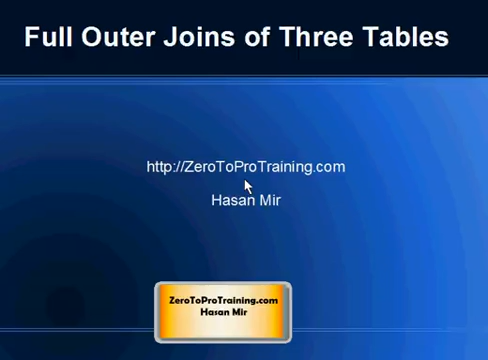 Full Outer Joins of Three Tables
http://ZeroToProTraining.com
Hasan Mir
ZeroToProTraining.com
Hasan Mir